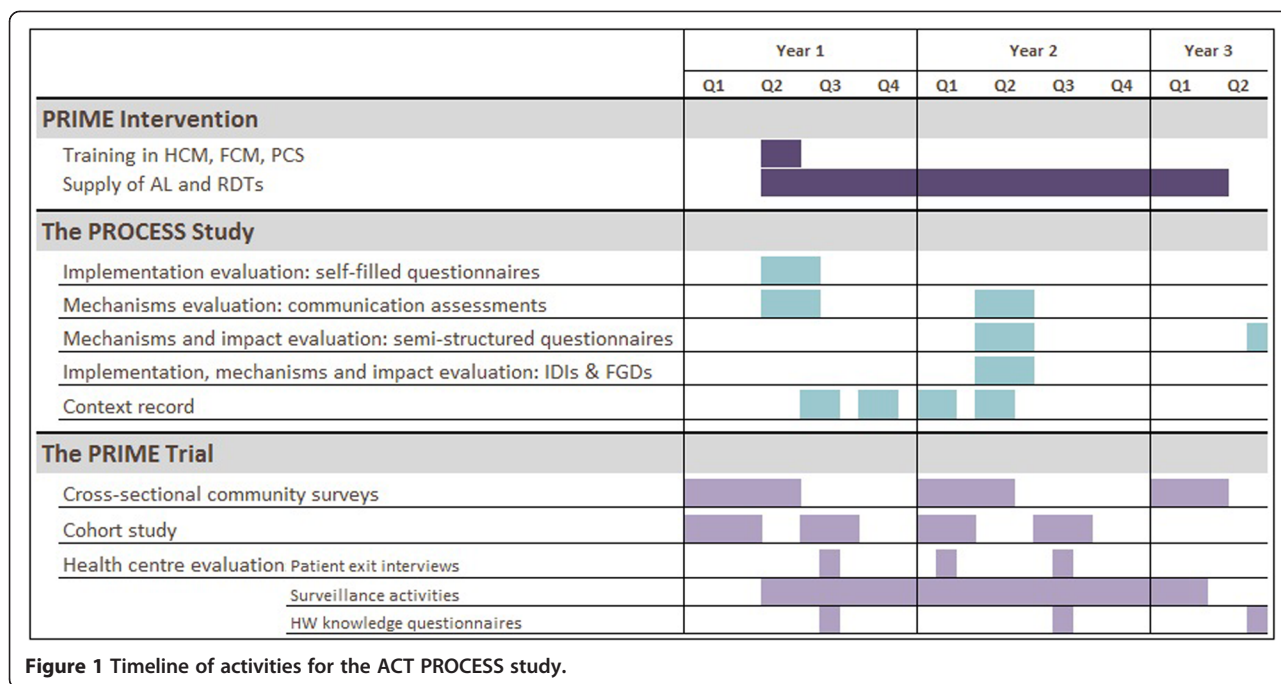 Year 1 Year 2 Year 3
Q1 Q2 Q3 Q4 Q1 Q2 Q3 Q4 Q1 Q2
PRIME Intervention
Training in HCM, FCM, PCS
Supply of AL and RDTs
The PROCESS Study
Implementation evaluation: self-filled questionnaires
Mechanisms evaluation: communication assessments
Mechanisms and impact evaluation: semi-structured questionnaires
Implementation, mechanisms and impact evaluation: IDIs & FGDs
Context record
The PRIME Trial
Cross-sectional community surveys
Cohort study
Health centre evaluation Patient exit interviews
Surveillance activities
HW knowledge questionnaires
Figure 1 Timeline of activities for the ACT PROCESS study.